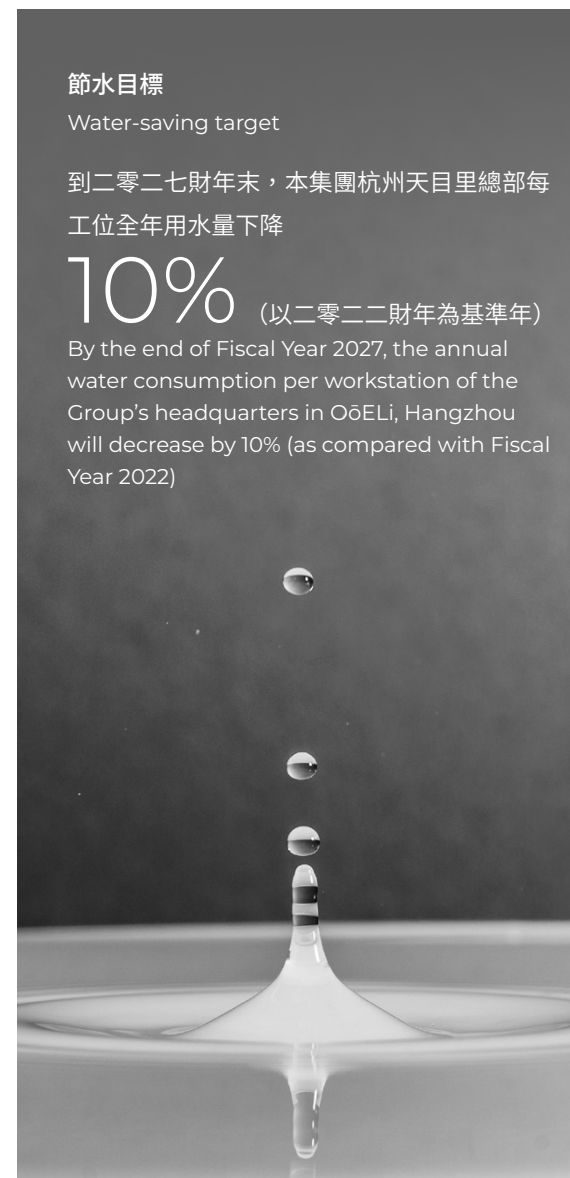 節水目標
Water-saving target
到二零二七財年末，本集團杭州天目里總部每
工位全年用水量下降
10%（以二零二二財年為基準年）
By the end of Fiscal Year 2027, the annual
water consumption per workstation of the
Group’s headquarters in OōELi, Hangzhou
will decrease by 10% (as compared with Fiscal
Year 2022)